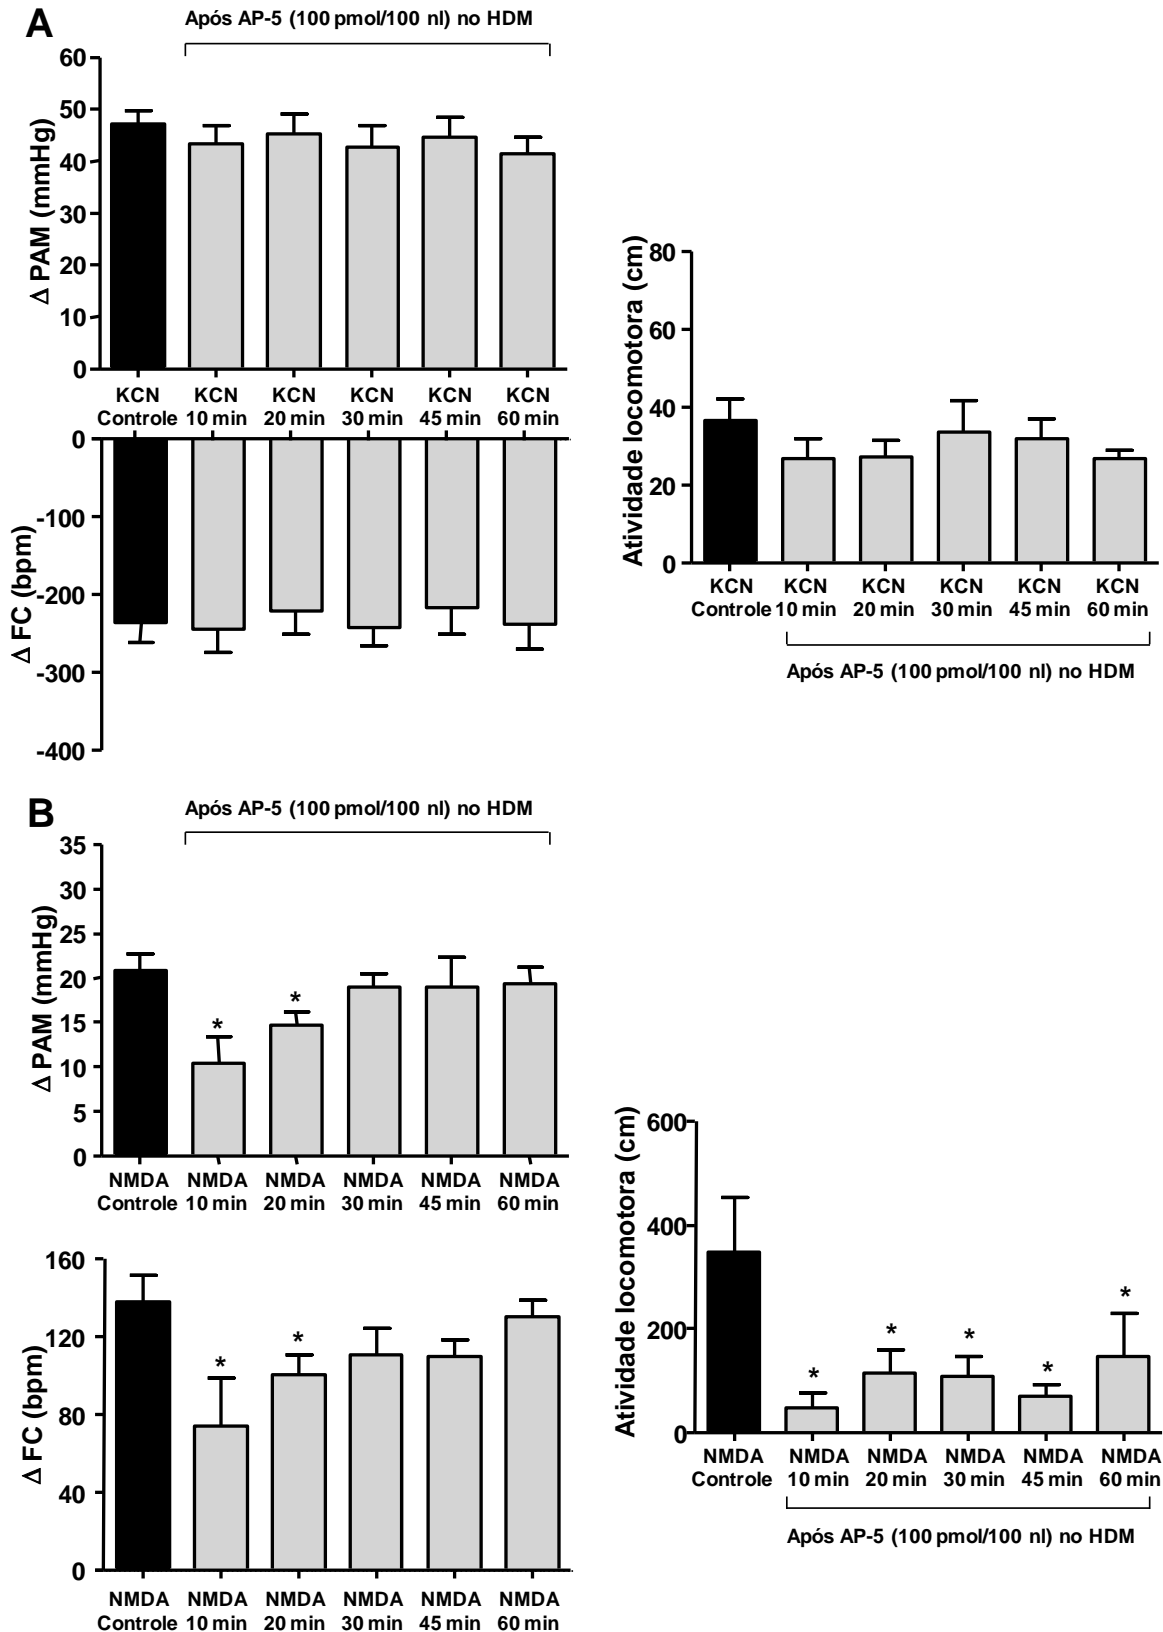 A
Após AP-5 (100 pmol/100 nl) no HDM
Δ PAM (mmHg)
60
50
40
30
20
10
0
KCN KCN KCN KCN KCN KCN
Controle 10 min 20 min 30 min 45 min 60 min
Δ FC (bpm)
0
-100
-200
-300
-400
Atividade locomotora (cm)
80
60
40
20
0
KCN KCN KCN KCN KCN KCN
Controle 10 min 20 min 30 min 45 min 60 min
Após AP-5 (100 pmol/100 nl) no HDM
B
Após AP-5 (100 pmol/100 nl) no HDM
Δ PAM (mmHg)
35
30
25
20
15
10
5
0
* *
NMDA NMDA NMDA NMDA NMDA NMDA
Controle 10 min 20 min 30 min 45 min 60 min
Δ FC (bpm)
160
120
80
40
0
* *
NMDA NMDA NMDA NMDA NMDA NMDA
Controle 10 min 20 min 30 min 45 min 60 min
Atividade locomotora (cm)
600
400
200
0
* * * * *
NMDA NMDA NMDA NMDA NMDA NMDA
Controle 10 min 20 min 30 min 45 min 60 min
Após AP-5 (100 pmol/100 nl) no HDM